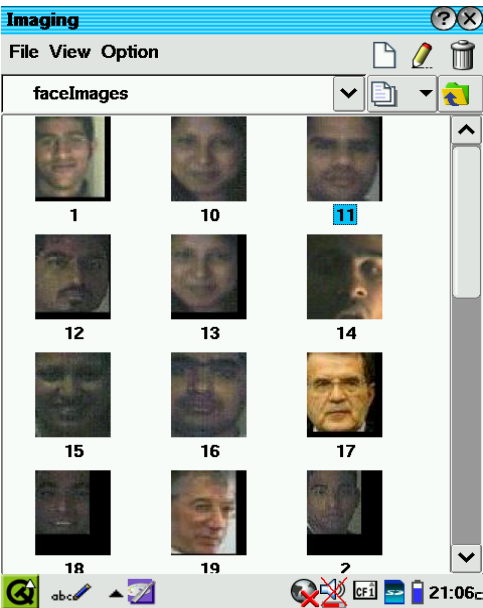 Imaging
File View Option
faceImages
1 10 11
12 13 14
15 16 17
18 19 2
abc
CF
21:06